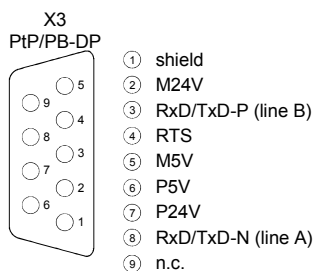 X3
PtP/PB-DP
5
9
4
8
3
7
2
6
1
1 shield
2 M24V
3 RxD/TxD-P (line B)
4 RTS
5 M5V
6 P5V
7 P24V
8 RxD/TxD-N (line A)
9 n.c.